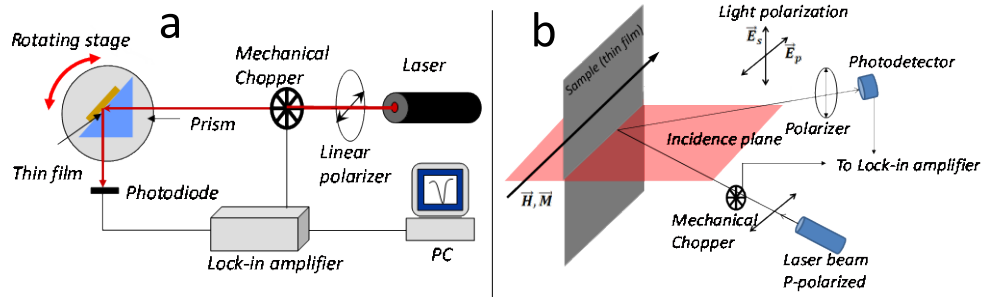 a
Rotating stage
Mechanical
Chopper
Laser
Prism
Linear
polarizer
Thin film
Photodiode
Lock-in amplifier
PC
b
Light polarization
E⃗s
E⃗p
Photodetector
Sample (thin film)
Polarizer
Incidence plane
To Lock-in amplifier
H⃗, M⃗
Mechanical
Chopper
Laser beam
P-polarized